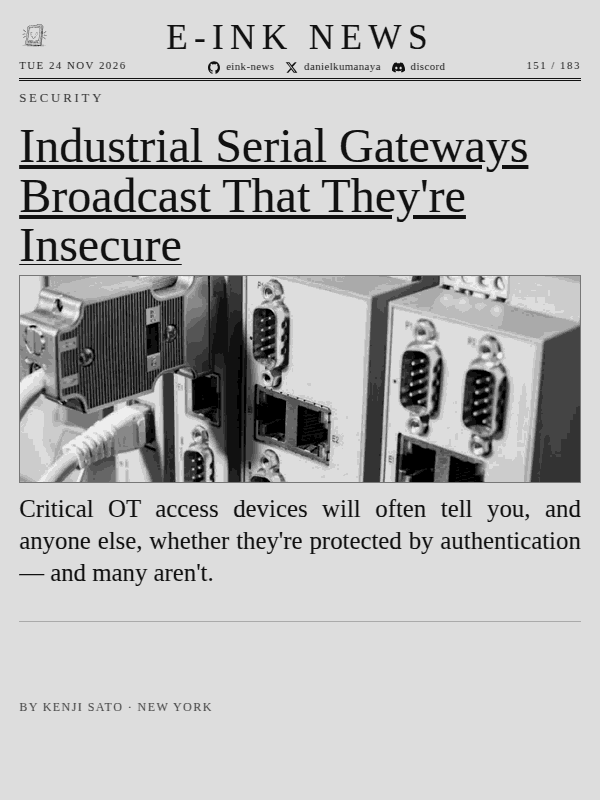 E-INK NEWS
TUE 24 NOV 2026
eink-news danielkumanaya discord
151 / 183
SECURITY
Industrial Serial Gateways
Broadcast That They're
Insecure
Critical OT access devices will often tell you, and
anyone else, whether they're protected by authentication
— and many aren't.
BY KENJI SATO · NEW YORK